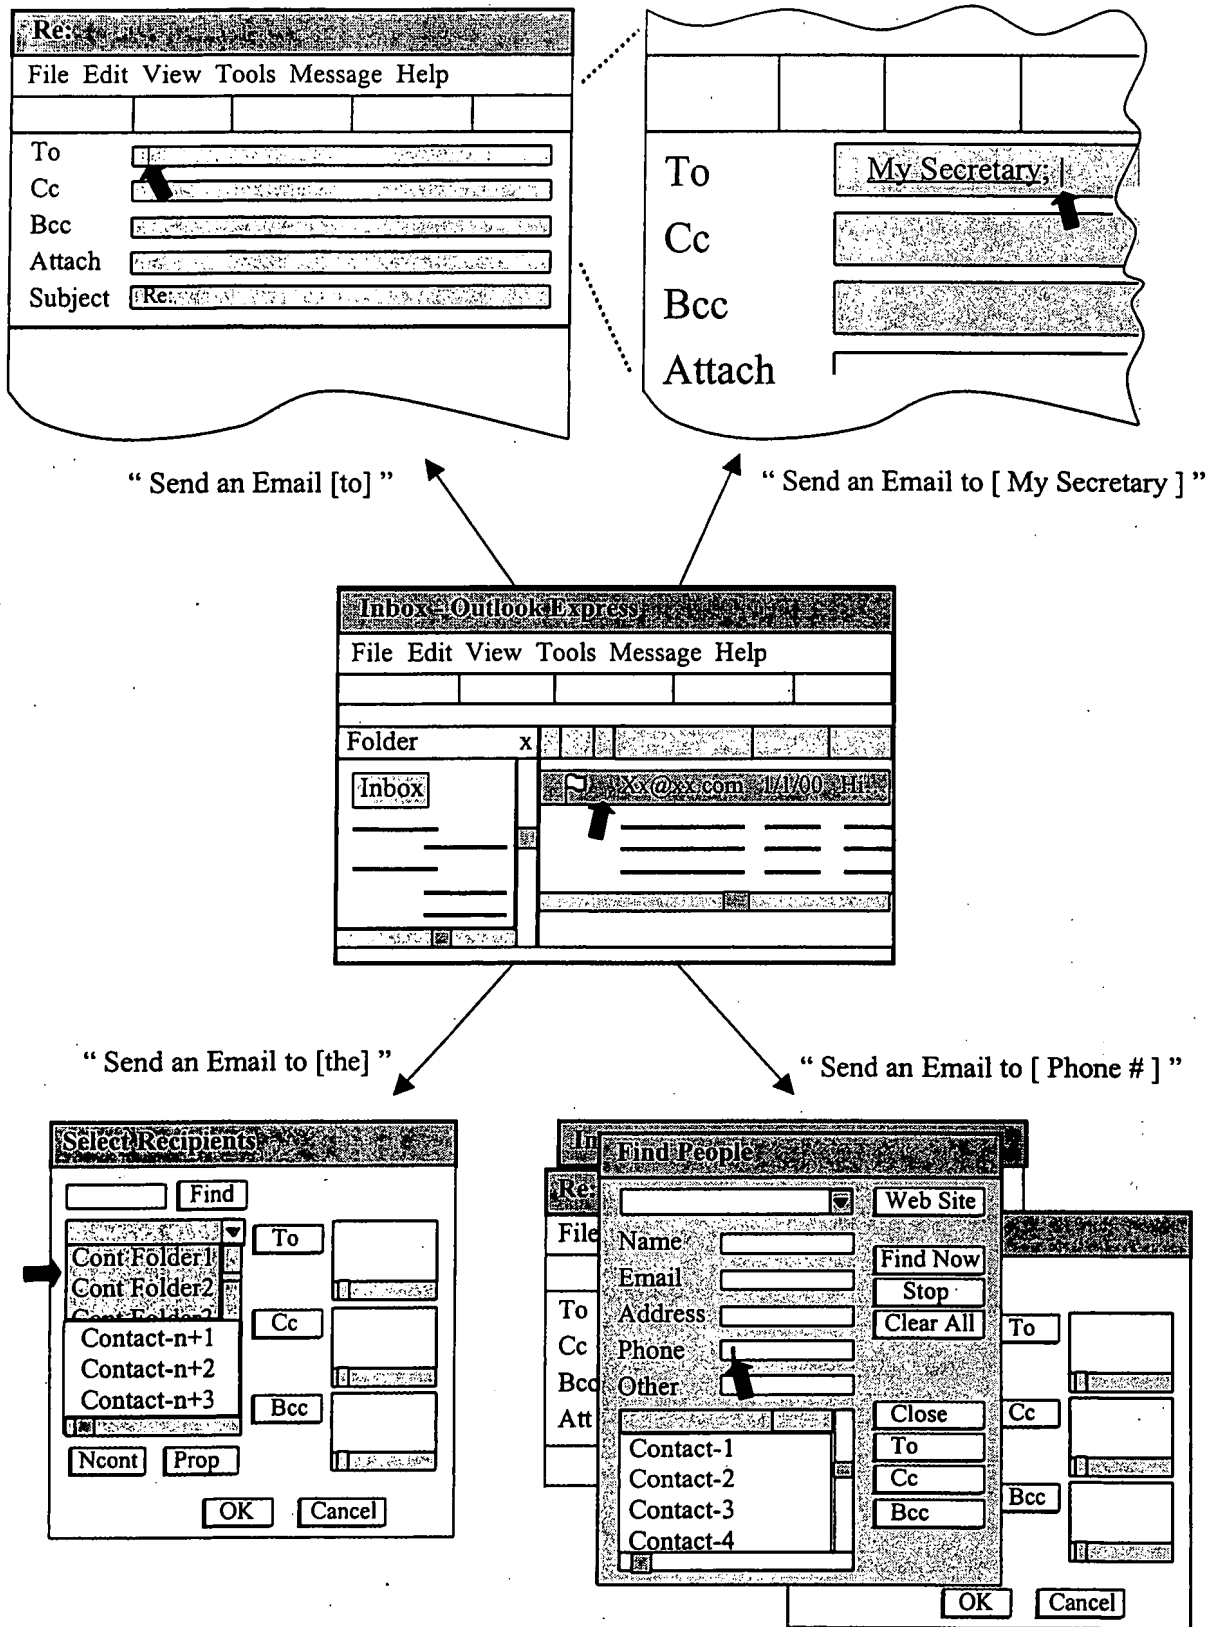 Re:
File Edit View Tools Message Help
To
Cc
Bcc
Attach
Subject Re:
To My Secretary;
Cc
Bcc
Attach
“ Send an Email [to] ”
“ Send an Email to [ My Secretary ] ”
Inbox – Outlook Express
File Edit View Tools Message Help
Folder x
Inbox
Xx@xx.com 1/1/00 Hi
“ Send an Email to [the] ”
“ Send an Email to [ Phone # ] ”
Select Recipients
Find
To
Cont Folder1
Cont Folder2
Cont Folder3
Cc
Contact-n+1
Contact-n+2
Contact-n+3
Bcc
Ncont Prop
OK Cancel
In
Find People
Re:
Web Site
File
Name
Find Now
Email
Stop
To
Address
Clear All
To
Cc
Phone
Bcc
Other
Att
Close
Cc
Contact-1
To
Contact-2
Cc
Contact-3
Bcc
Bcc
Contact-4
OK Cancel